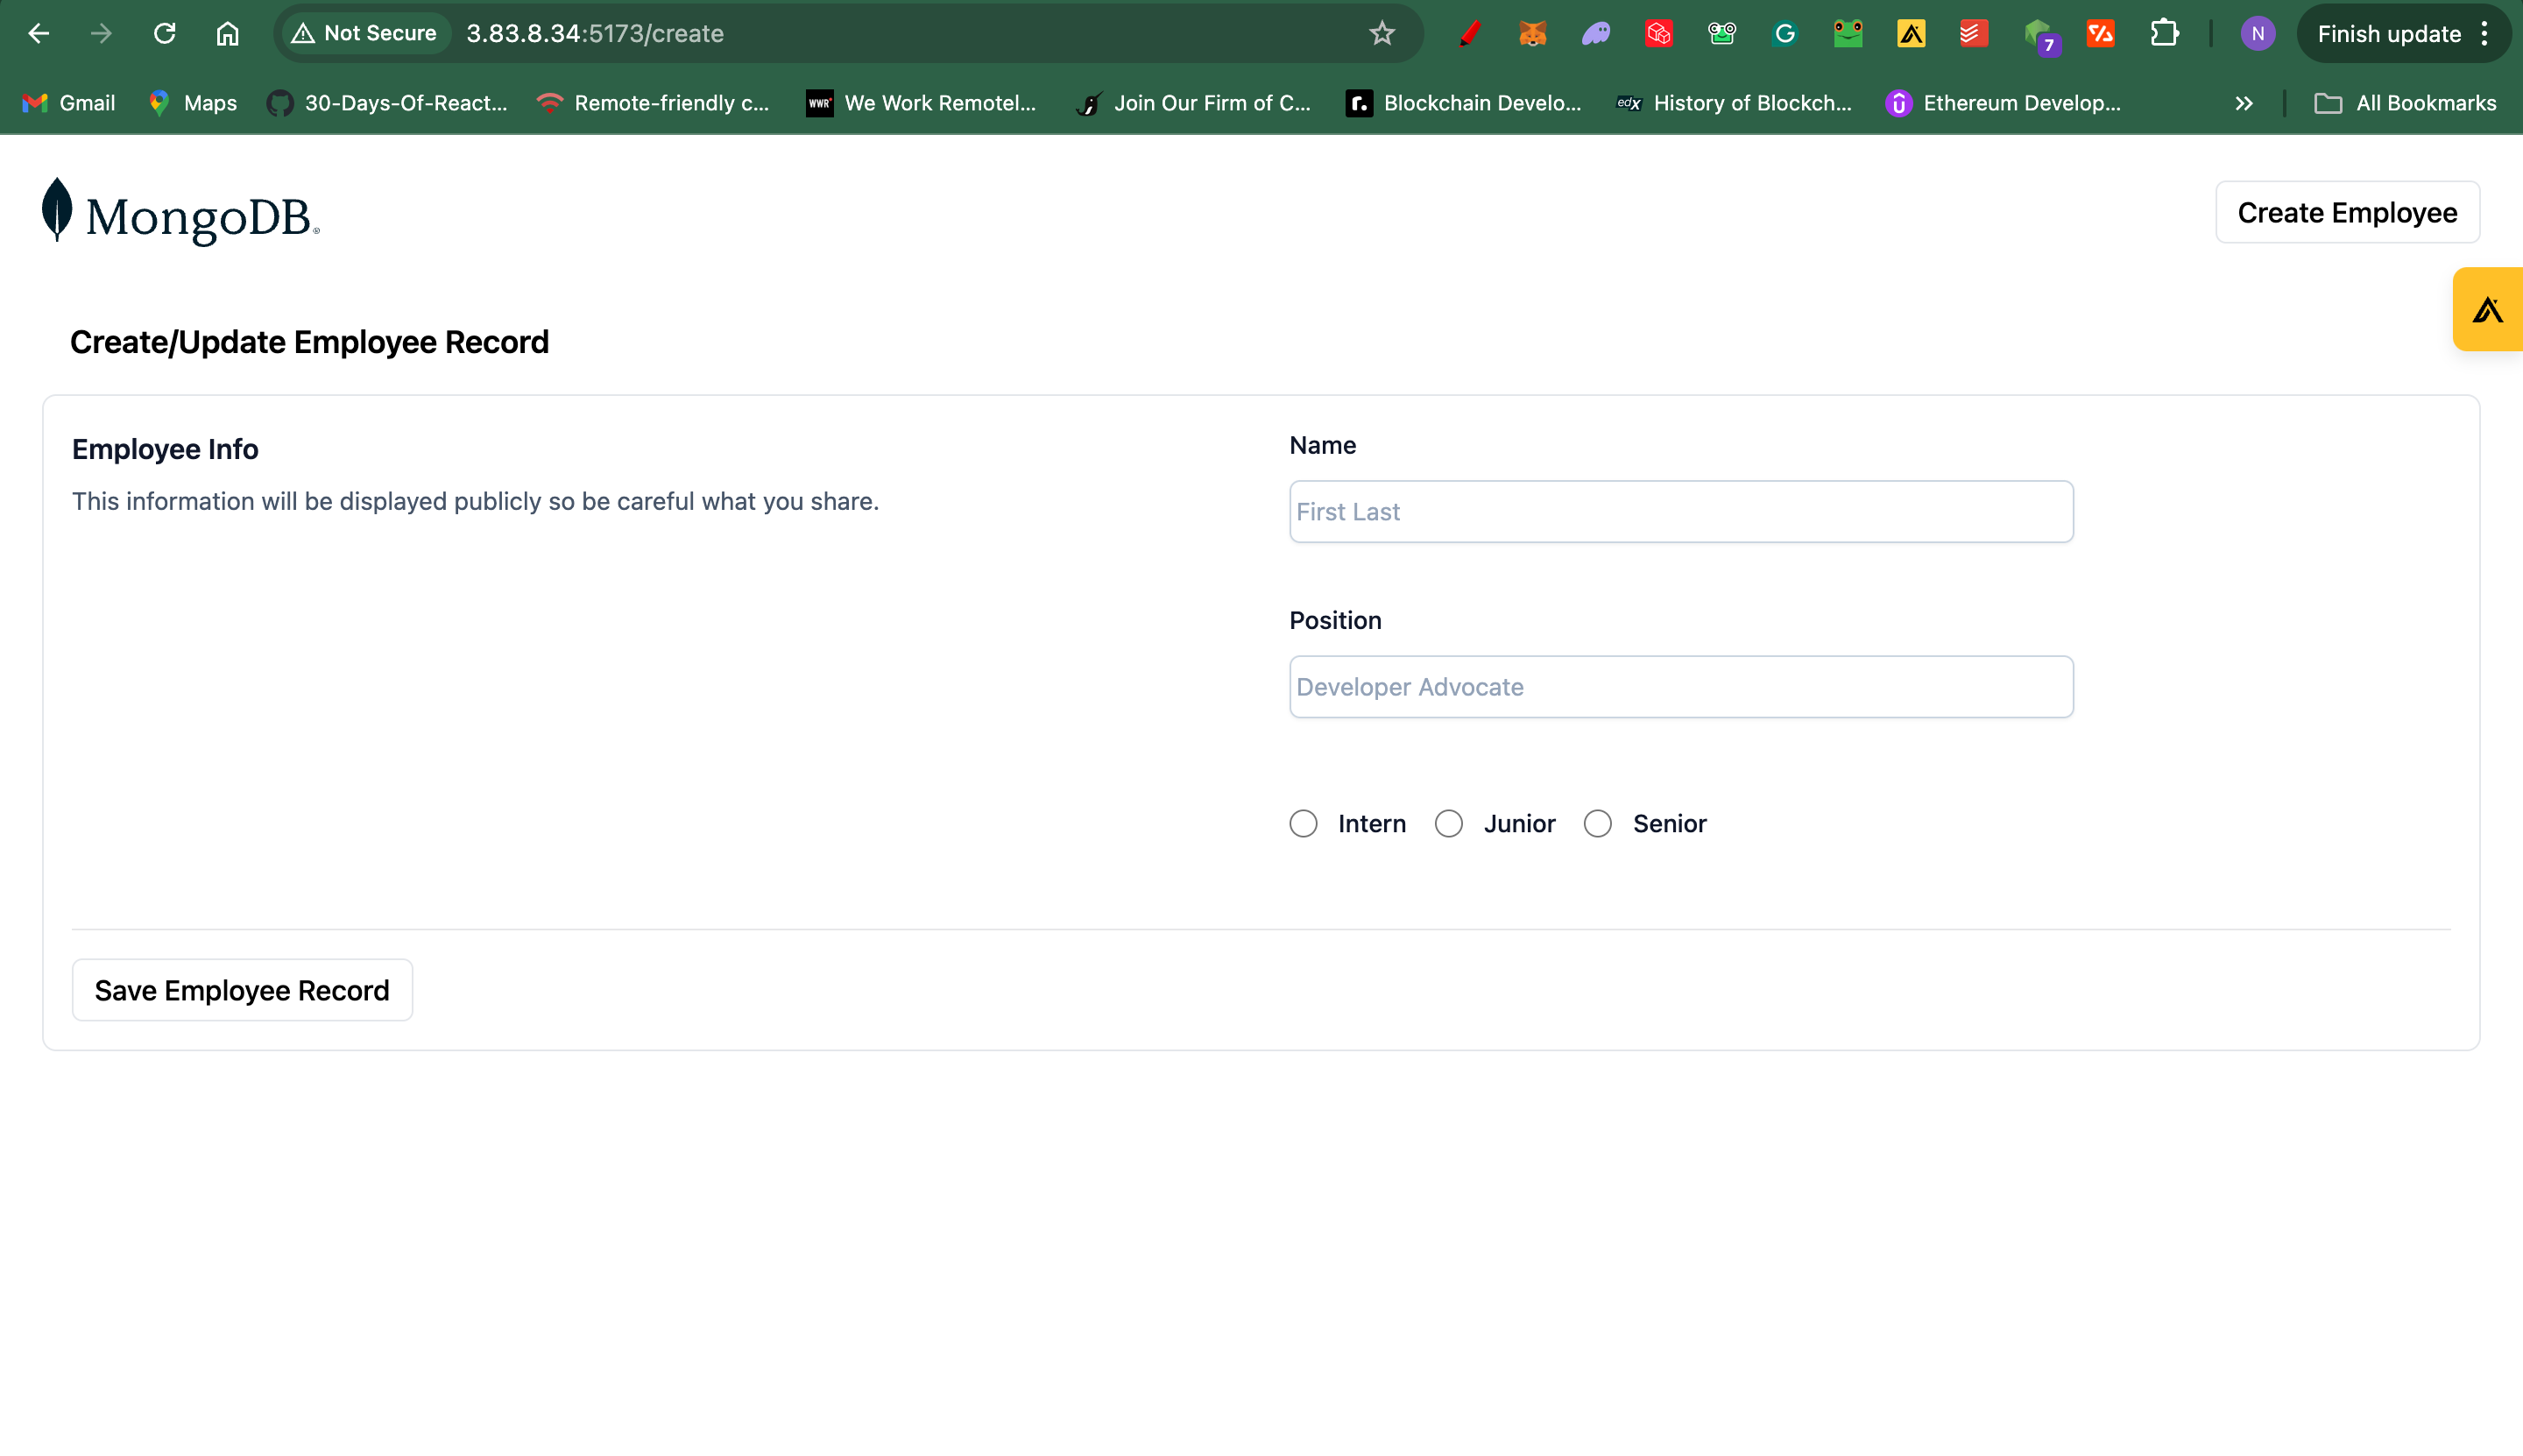 Not Secure 3.83.8.34:5173/create 7 N Finish update
Gmail Maps 30-Days-Of-React... Remote-friendly c... WWR We Work Remotel... Join Our Firm of C... r. Blockchain Develo... edX History of Blockch... Ethereum Develop... All Bookmarks
MongoDB®
Create Employee
Create/Update Employee Record
Employee Info
This information will be displayed publicly so be careful what you share.
Name
First Last
Position
Developer Advocate
Intern Junior Senior
Save Employee Record